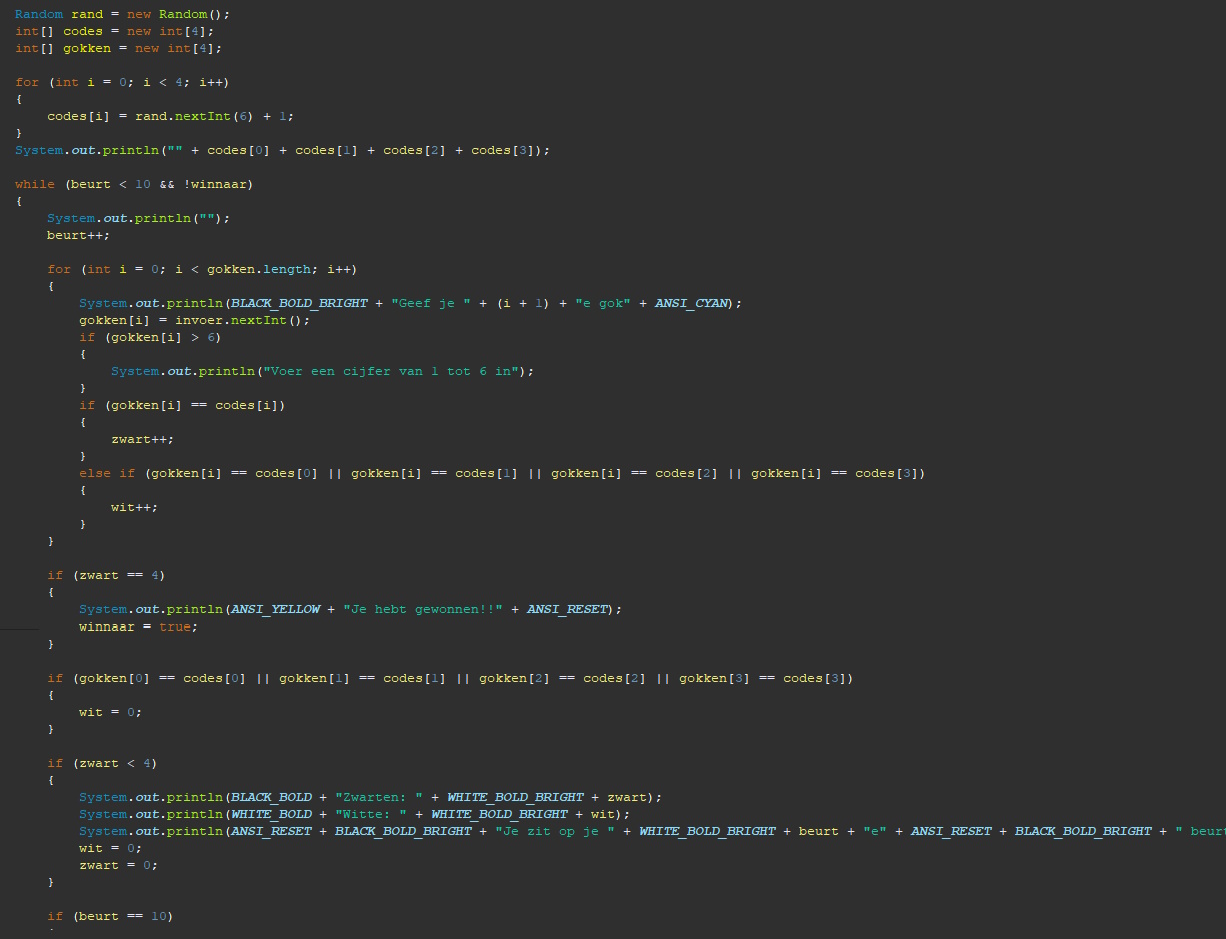 Random rand = new Random();
int[] codes = new int[4];
int[] gokken = new int[4];
for (int i = 0; i < 4; i++)
{
codes[i] = rand.nextInt(6) + 1;
}
System.out.println("" + codes[0] + codes[1] + codes[2] + codes[3]);
while (beurt < 10 && !winnaar)
{
System.out.println("");
beurt++;
for (int i = 0; i < gokken.length; i++)
{
System.out.println(BLACK_BOLD_BRIGHT + "Geef je " + (i + 1) + "e gok" + ANSI_CYAN);
gokken[i] = invoer.nextInt();
if (gokken[i] > 6)
{
System.out.println("Voer een cijfer van 1 tot 6 in");
}
if (gokken[i] == codes[i])
{
zwart++;
}
else if (gokken[i] == codes[0] || gokken[i] == codes[1] || gokken[i] == codes[2] || gokken[i] == codes[3])
{
wit++;
}
}
if (zwart == 4)
{
System.out.println(ANSI_YELLOW + "Je hebt gewonnen!!" + ANSI_RESET);
winnaar = true;
}
if (gokken[0] == codes[0] || gokken[1] == codes[1] || gokken[2] == codes[2] || gokken[3] == codes[3])
{
wit = 0;
}
if (zwart < 4)
{
System.out.println(BLACK_BOLD + "Zwarten: " + WHITE_BOLD_BRIGHT + zwart);
System.out.println(WHITE_BOLD + "Witte: " + WHITE_BOLD_BRIGHT + wit);
System.out.println(ANSI_RESET + BLACK_BOLD_BRIGHT + "Je zit op je " + WHITE_BOLD_BRIGHT + beurt + "e" + ANSI_RESET + BLACK_BOLD_BRIGHT + " beurt
wit = 0;
zwart = 0;
}
if (beurt == 10)